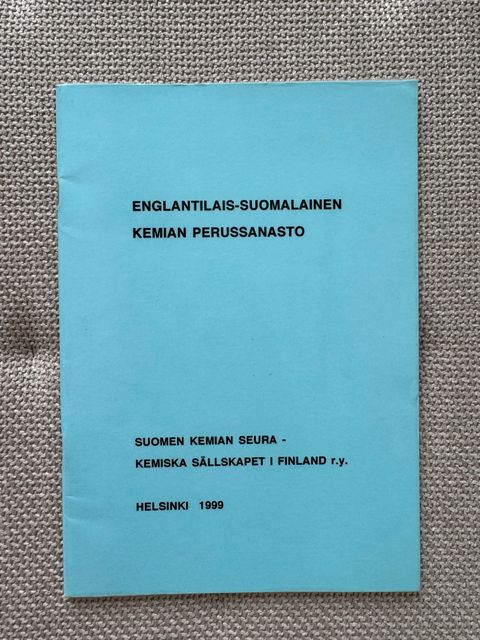 ENGLANTILAIS-SUOMALAINEN
KEMIAN PERUSSANASTO
SUOMEN KEMIAN SEURA -
KEMISKA SÄLLSKAPET I FINLAND r.y.
HELSINKI 1999